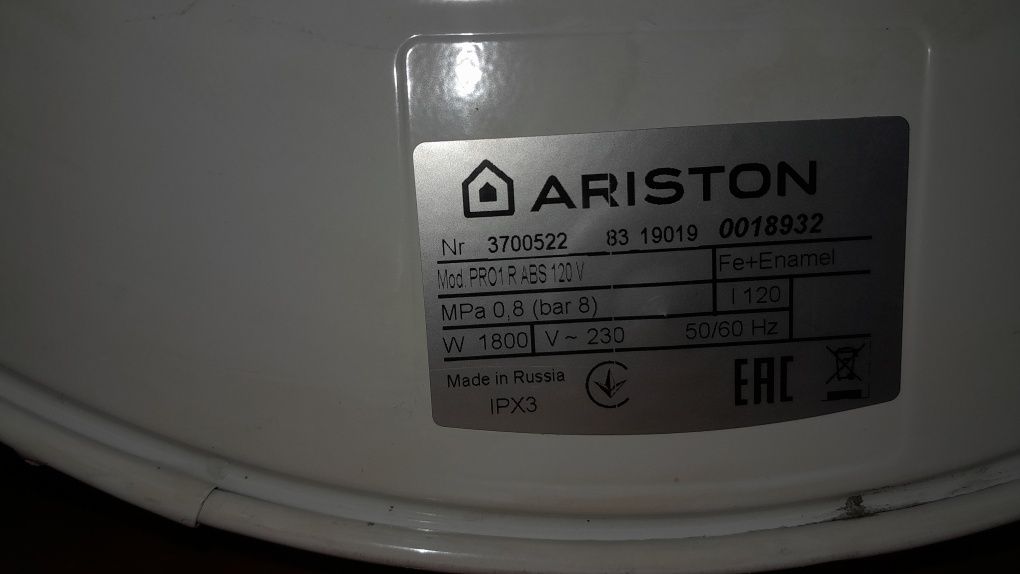 ARISTON
Nr 3700522 83 19019 0018932
Mod. PRO1 R ABS 120 V Fe+Enamel
MPa 0,8 (bar 8) l 120
W 1800 V ~ 230 50/60 Hz
Made in Russia EAC
IPX3